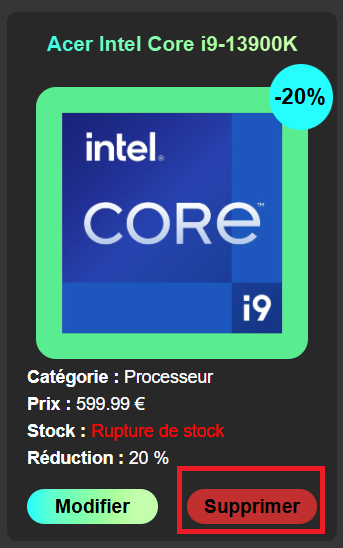 Acer Intel Core i9-13900K
-20%
intel.
CORE™
i9
Catégorie : Processeur
Prix : 599.99 €
Stock : Rupture de stock
Réduction : 20 %
Modifier
Supprimer